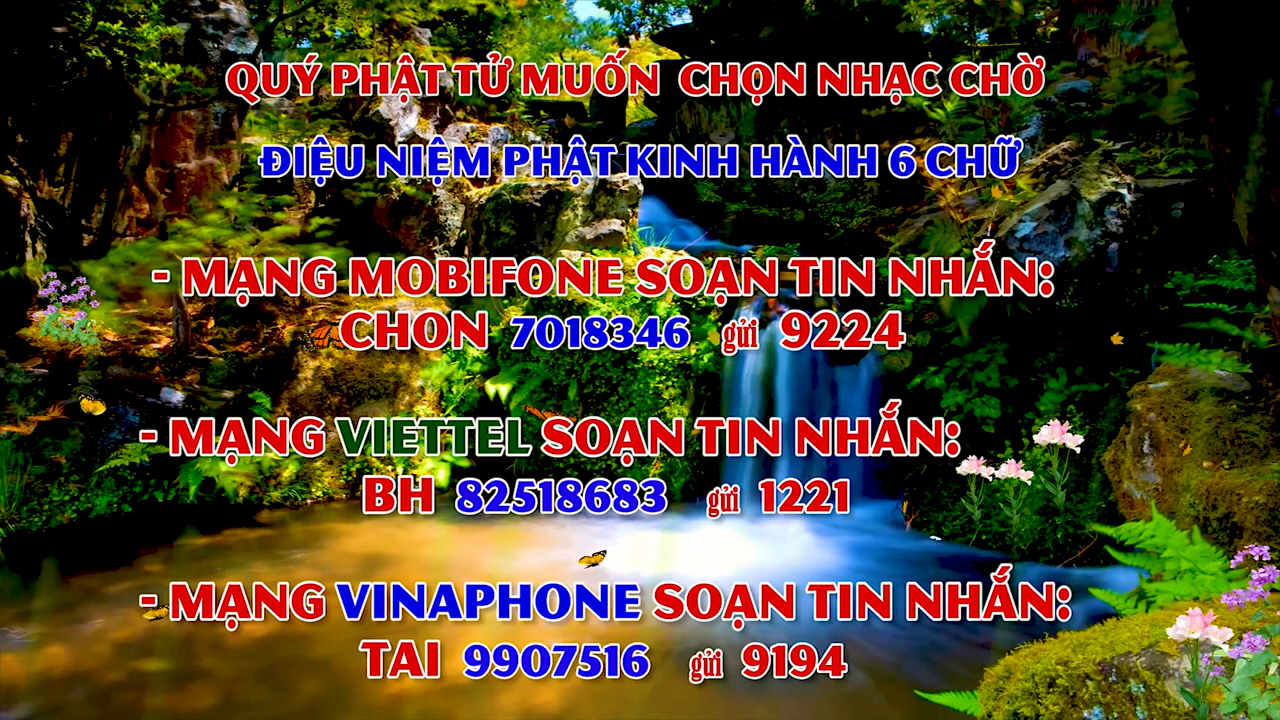 QUÝ PHẬT TỬ MUỐN CHỌN NHẠC CHỜ
ĐIỆU NIỆM PHẬT KINH HÀNH 6 CHỮ
- MẠNG MOBIFONE SOẠN TIN NHẮN:
CHON 7018346 gửi 9224
- MẠNG VIETTEL SOẠN TIN NHẮN:
BH 82518683 gửi 1221
- MẠNG VINAPHONE SOẠN TIN NHẮN:
TAI 9907516 gửi 9194